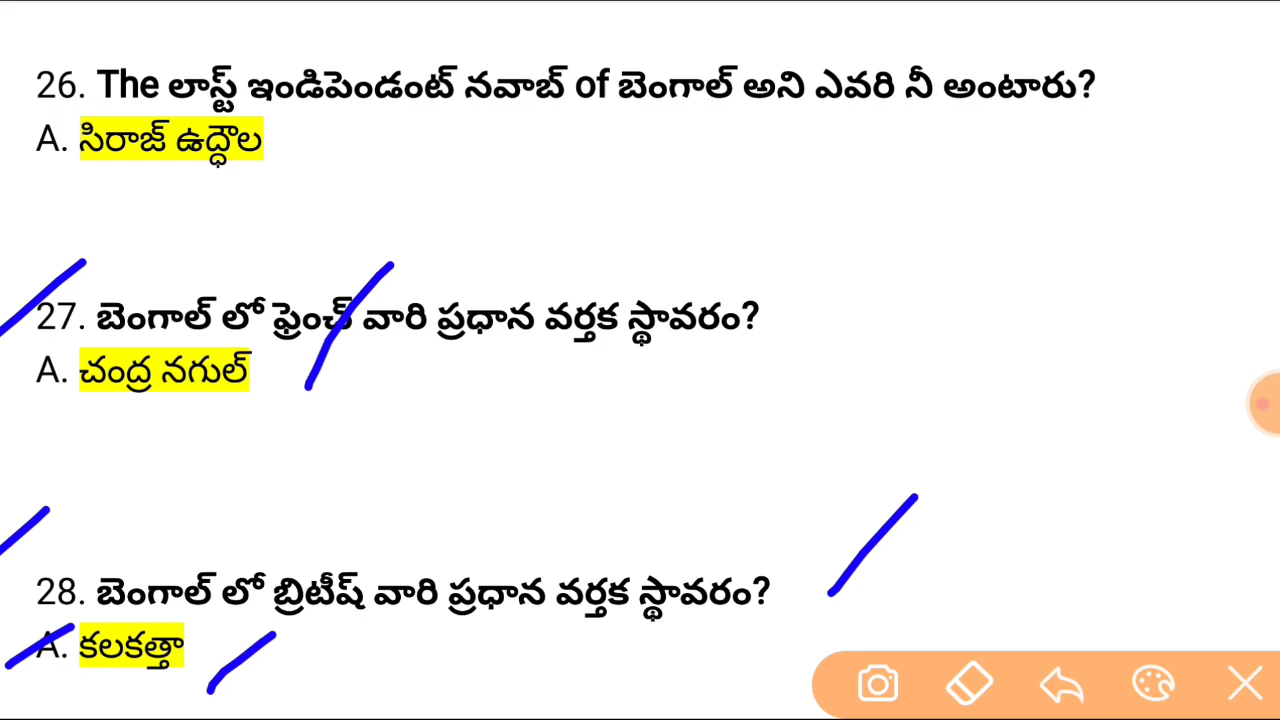 26. The లాస్ట్ ఇండిపెండంట్ నవాబ్ of బెంగాల్ అని ఎవరి నీ అంటారు?
A. సిరాజ్ ఉద్ధౌల
27. బెంగాల్ లో ఫ్రెంచ్ వారి ప్రధాన వర్తక స్థావరం?
A. చంద్ర నగుల్
28. బెంగాల్ లో బ్రిటీష్ వారి ప్రధాన వర్తక స్థావరం?
A. కలకత్తా